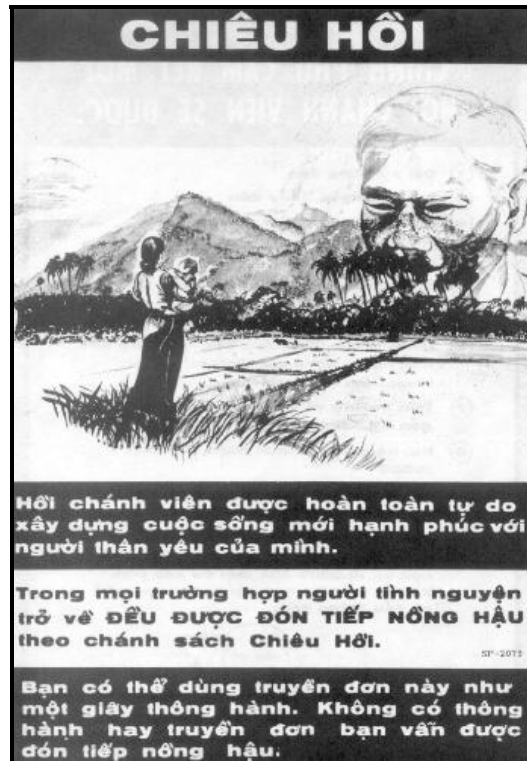 CHIÊU HỒI
Hồi chánh viên được hoàn toàn tự do
xây dựng cuộc sống mới hạnh phúc với
người thân yêu của mình.
Trong mọi trường hợp người tình nguyện
trở về ĐỀU ĐƯỢC ĐÓN TIẾP NỒNG HẬU
theo chánh sách Chiêu Hồi.
SP-2073
Bạn có thể dùng truyền đơn này như
một giấy thông hành. Không có thông
hành hay truyền đơn bạn vẫn được
đón tiếp nồng hậu.